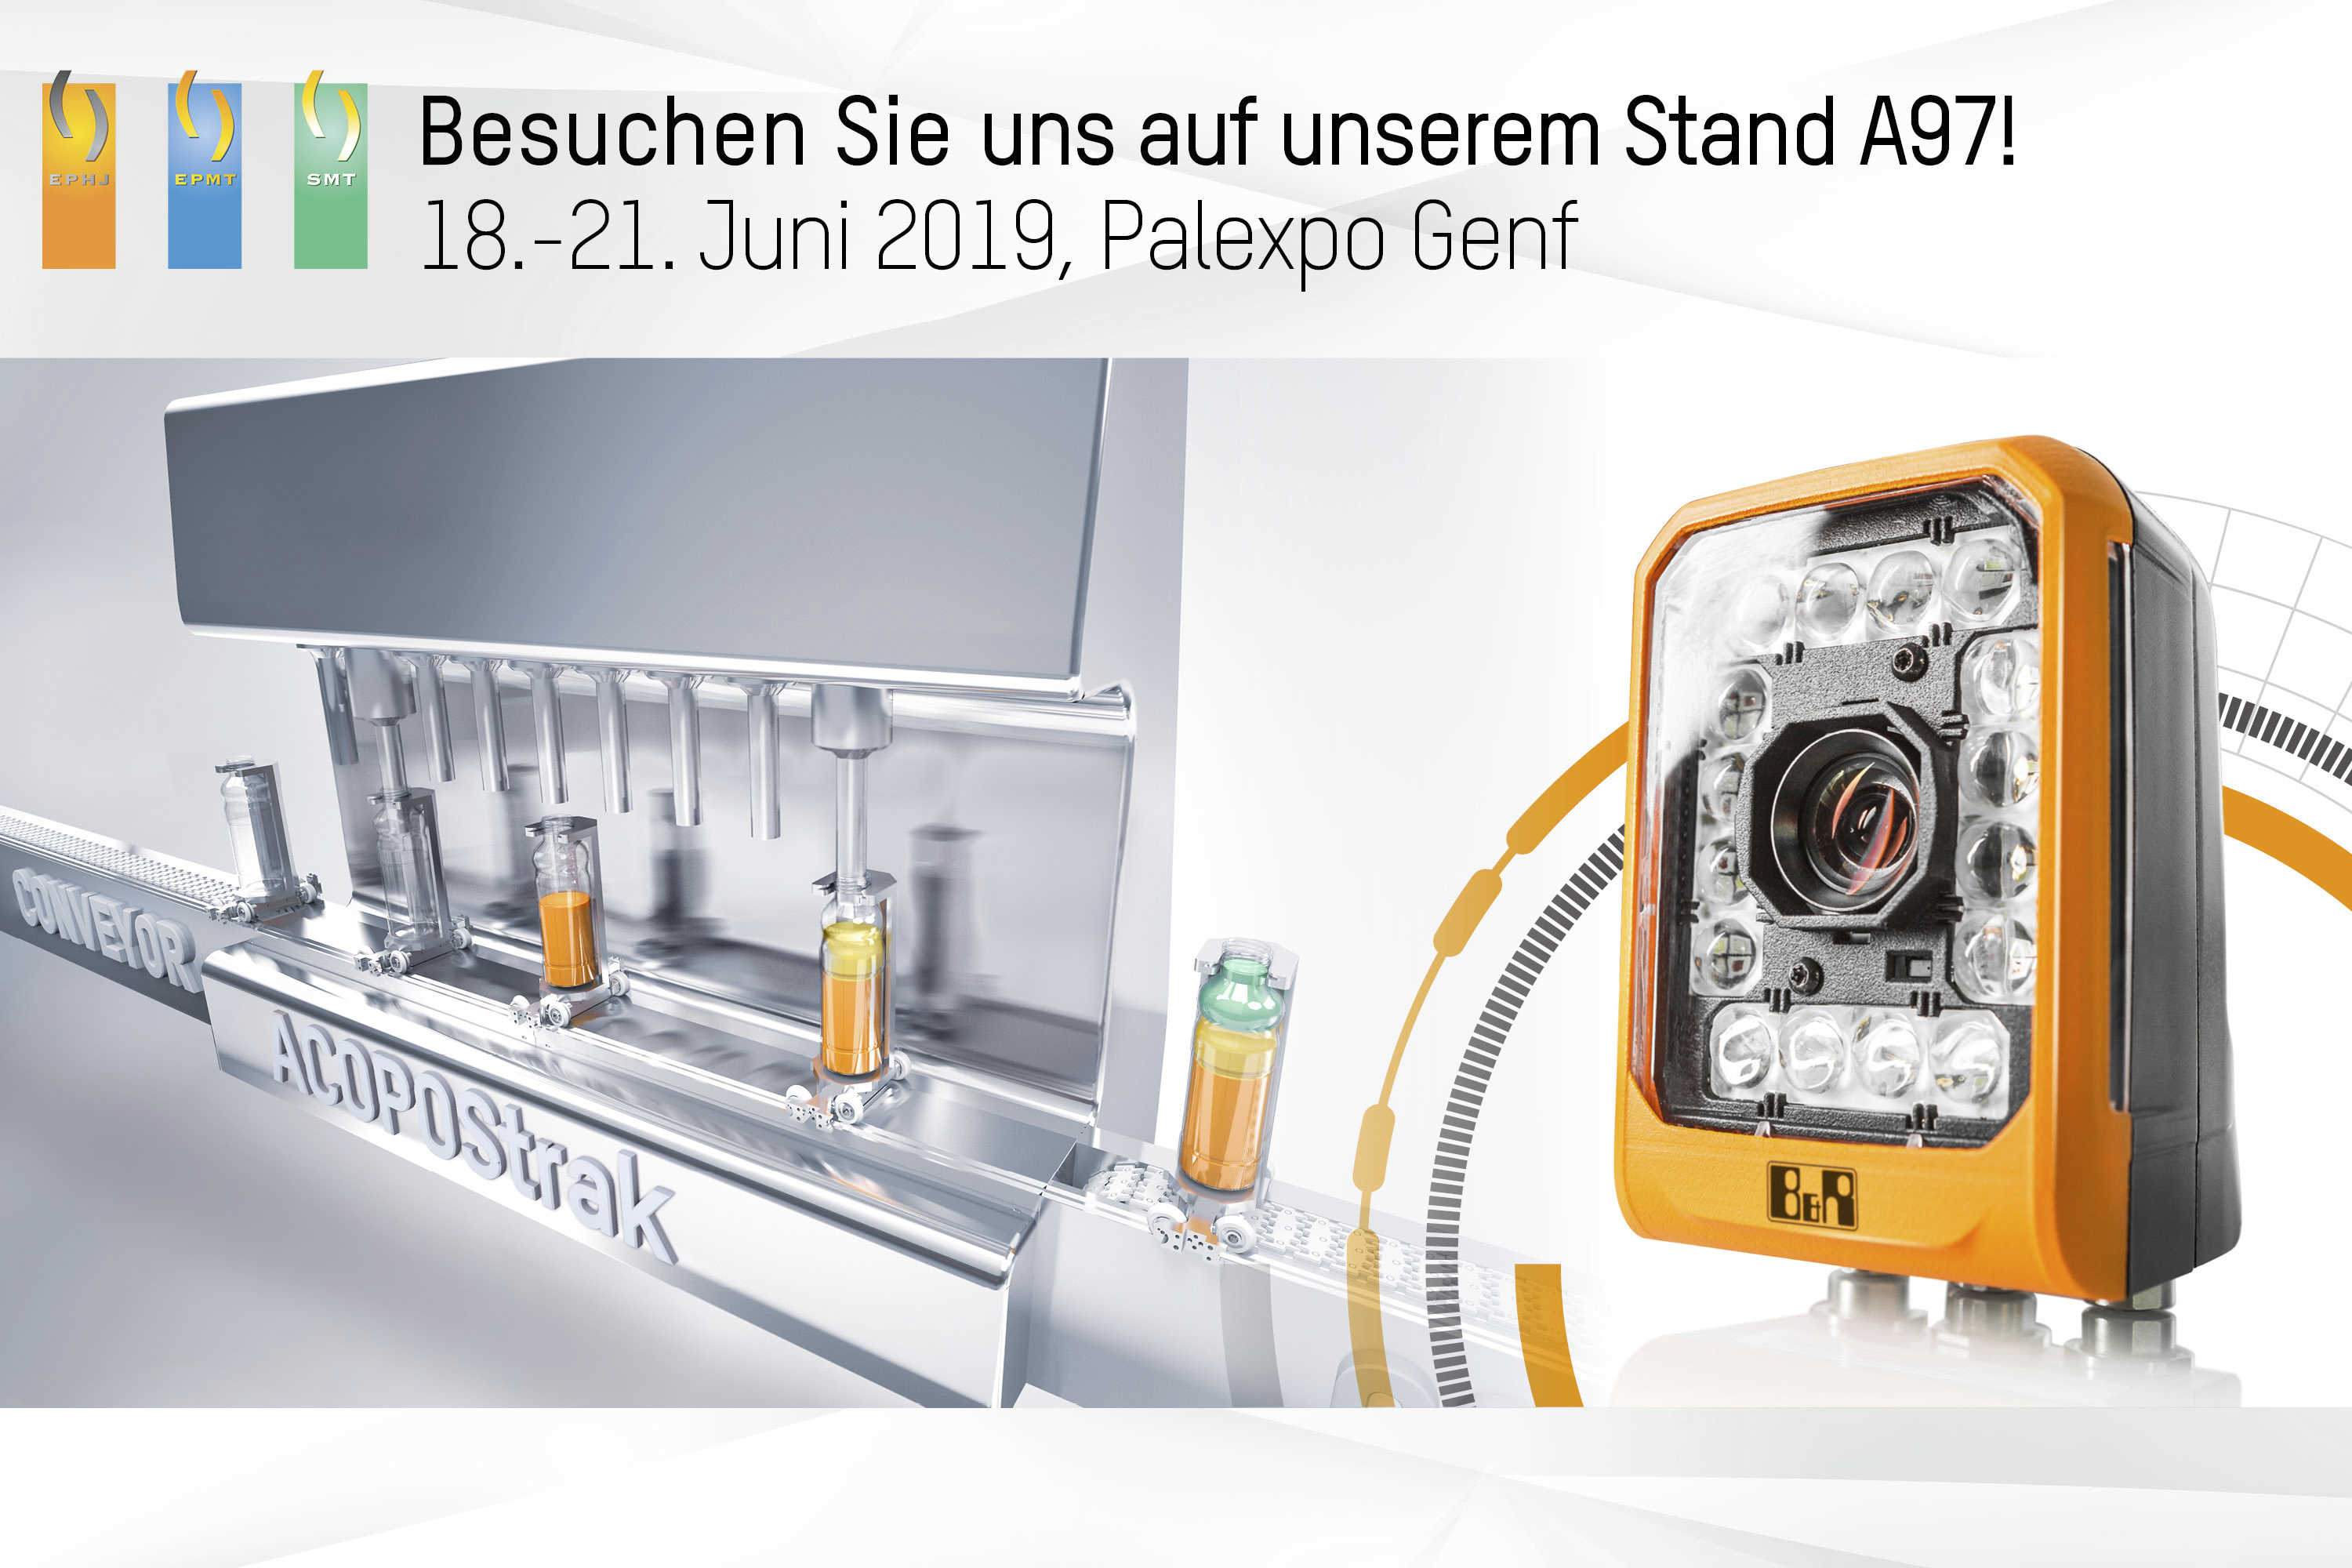 EPHJ EPMT SMT
Besuchen Sie uns auf unserem Stand A97!
18.-21. Juni 2019, Palexpo Genf
CONVEYOR
ACOPOStrak
B&R